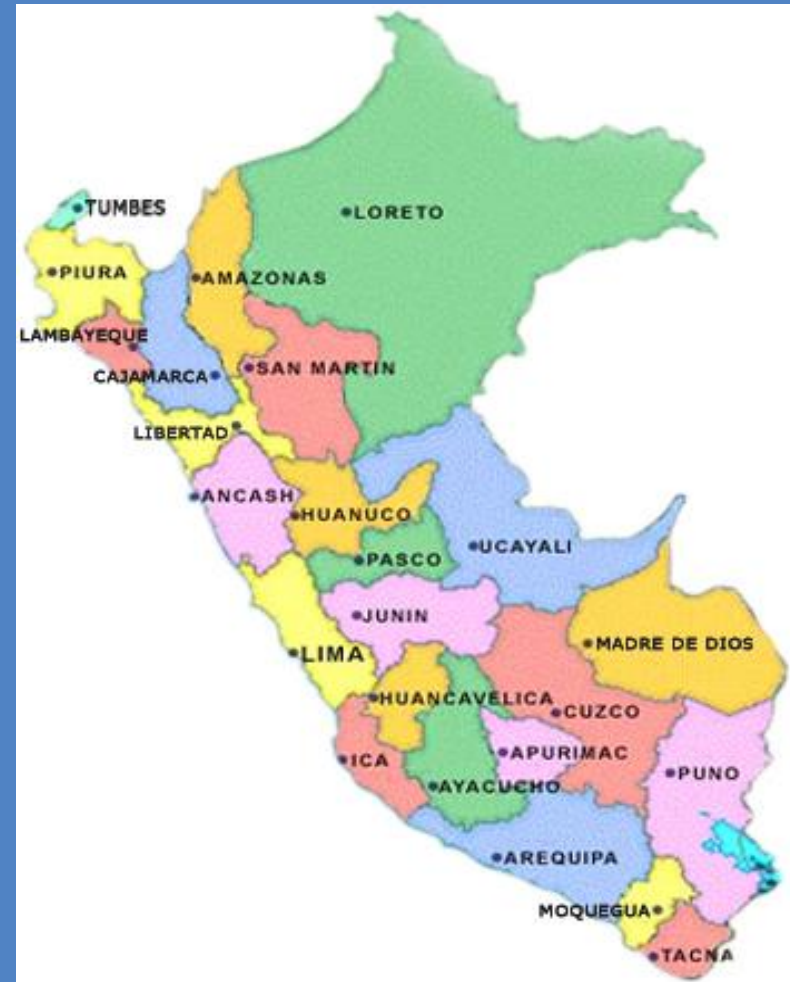 LORETO
TUMBES
PIURA
AMAZONAS
LAMBAYEQUE
SAN MARTIN
CAJAMARCA
LIBERTAD
ANCASH
HUANUCO
UCAYALI
PASCO
JUNIN
MADRE DE DIOS
LIMA
HUANCAVELICA
CUZCO
APURIMAC
ICA
PUNO
AYACUCHO
AREQUIPA
MOQUEGUA
TACNA